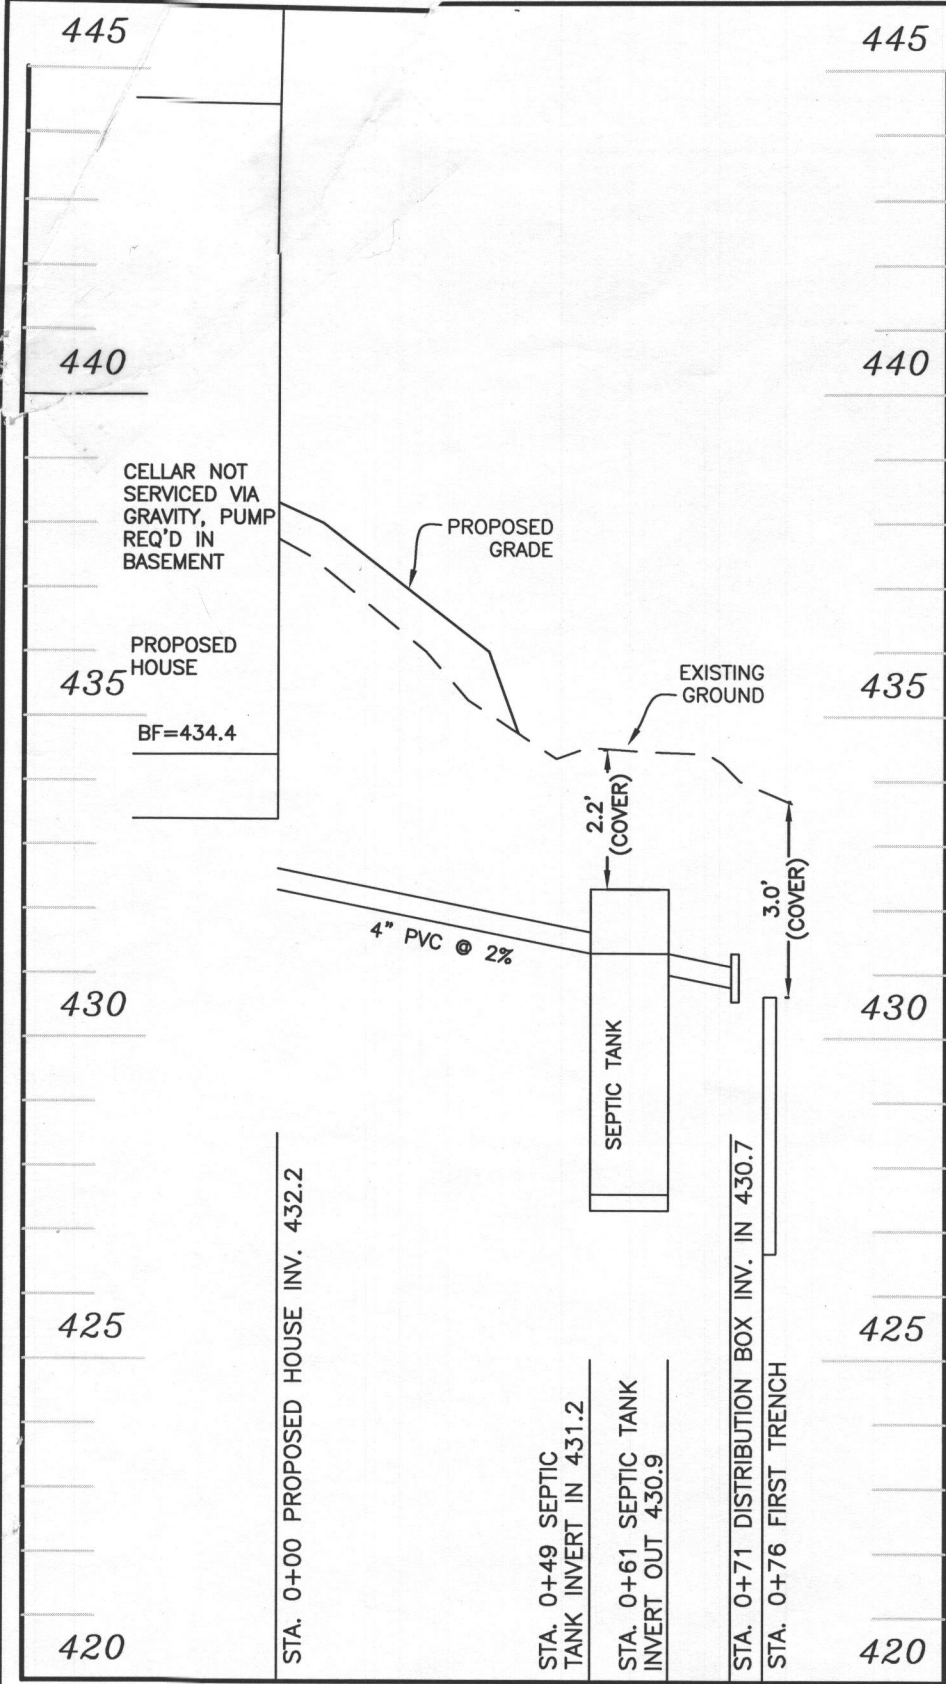 445
445
440
440
CELLAR NOT
SERVICED VIA
GRAVITY, PUMP
REQ'D IN
BASEMENT
PROPOSED
GRADE
PROPOSED
HOUSE
435
EXISTING
GROUND
435
BF=434.4
2.2'
(COVER)
3.0'
(COVER)
4" PVC @ 2%
430
430
SEPTIC TANK
425
425
STA. 0+00 PROPOSED HOUSE INV. 432.2
STA. 0+49 SEPTIC
TANK INVERT IN 431.2
STA. 0+61 SEPTIC TANK
INVERT OUT 430.9
STA. 0+71 DISTRIBUTION BOX INV. IN 430.7
STA. 0+76 FIRST TRENCH
420
420